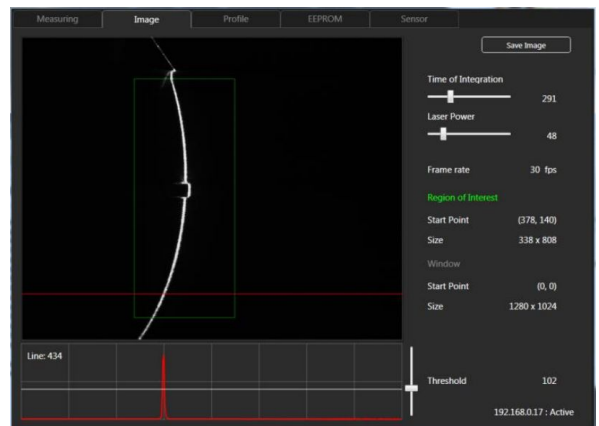 Measuring Image Profile EEPROM Sensor
Save Image
Time of Integration
291
Laser Power
48
Frame rate 30 fps
Region of Interest
Start Point (378, 140)
Size 338 x 808
Window
Start Point (0, 0)
Size 1280 x 1024
Line: 434
Threshold 102
192.168.0.17 : Active